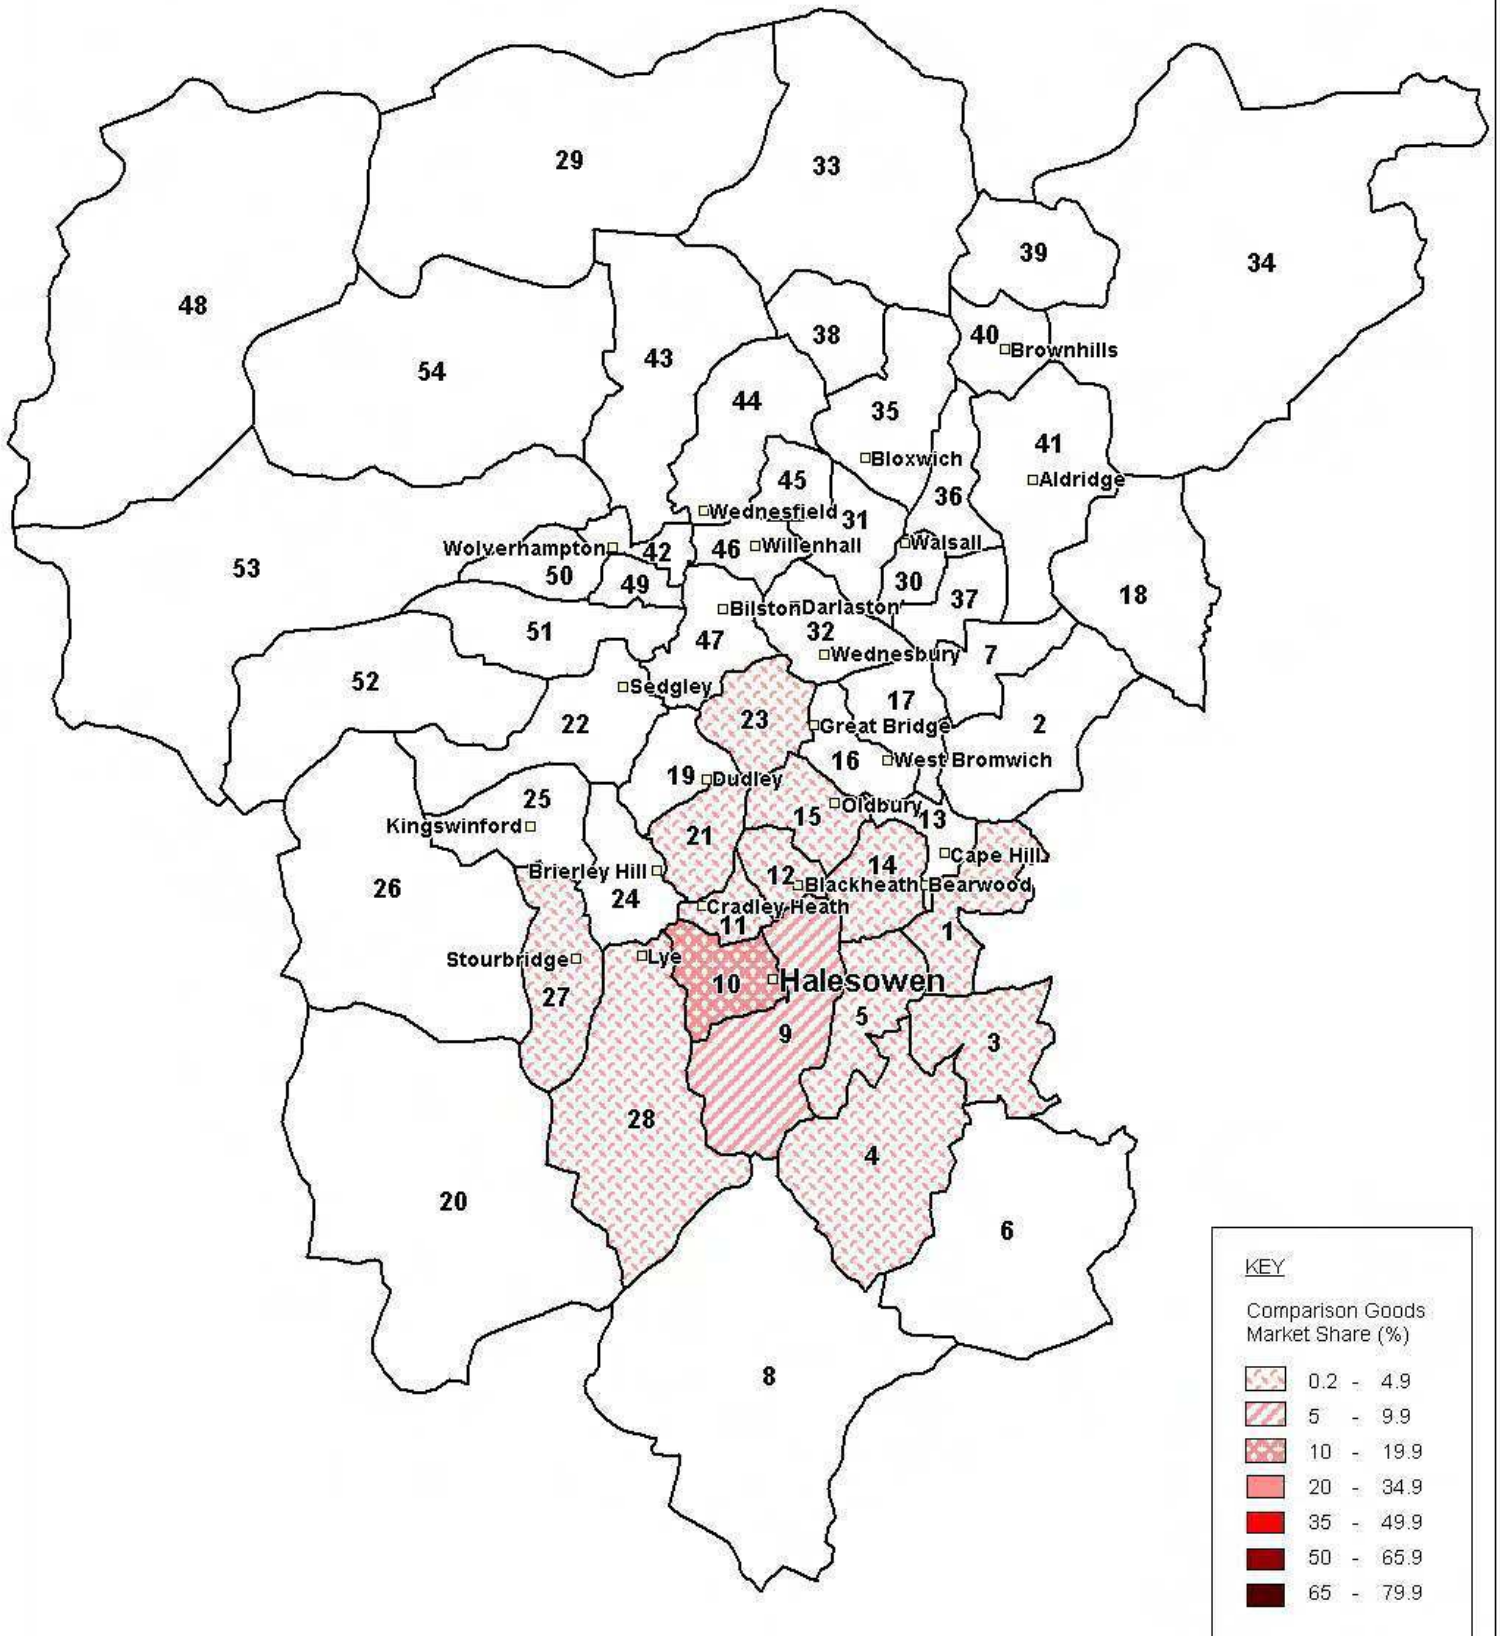 29
33
39
34
48
38
40
Brownhills
43
54
44
35
41
Bloxwich
Aldridge
45
36
Wednesfield
31
Wolverhampton
42
46
Willenhall
Walsall
53
50
49
30
37
18
Bilston
Darlaston
51
47
32
Wednesbury
7
52
Sedgley
17
22
23
Great Bridge
2
16
West Bromwich
19
Dudley
25
15
Oldbury
13
Kingswinford
21
Cape Hill
26
Brierley Hill
12
14
Blackheath
Bearwood
24
Cradley Heath
11
1
Stourbridge
Lye
10
Halesowen
27
5
9
3
28
4
20
6
8
KEY
Comparison Goods
Market Share (%)
0.2 - 4.9
5 - 9.9
10 - 19.9
20 - 34.9
35 - 49.9
50 - 65.9
65 - 79.9